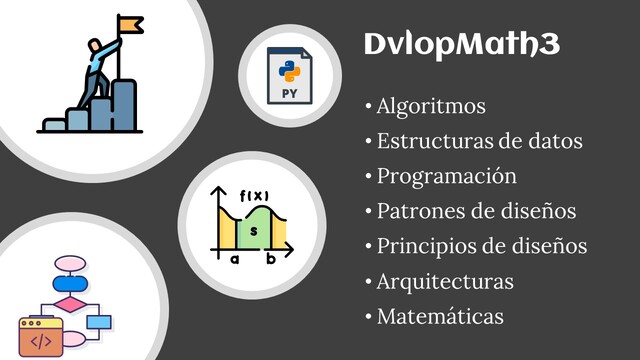 DvlopMath3
• Algoritmos
• Estructuras de datos
• Programación
• Patrones de diseños
• Principios de diseños
• Arquitecturas
• Matemáticas
PY
f(x)
s
a b
</>